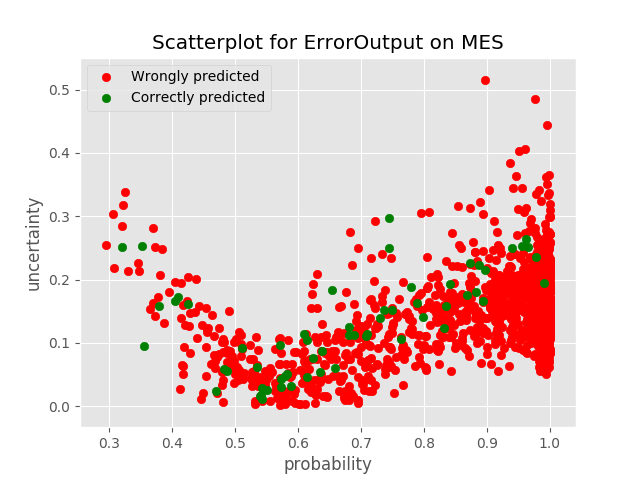 Scatterplot for ErrorOutput on MES
Wrongly predicted
Correctly predicted
uncertainty
0.5
0.4
0.3
0.2
0.1
0.0
0.3 0.4 0.5 0.6 0.7 0.8 0.9 1.0
probability